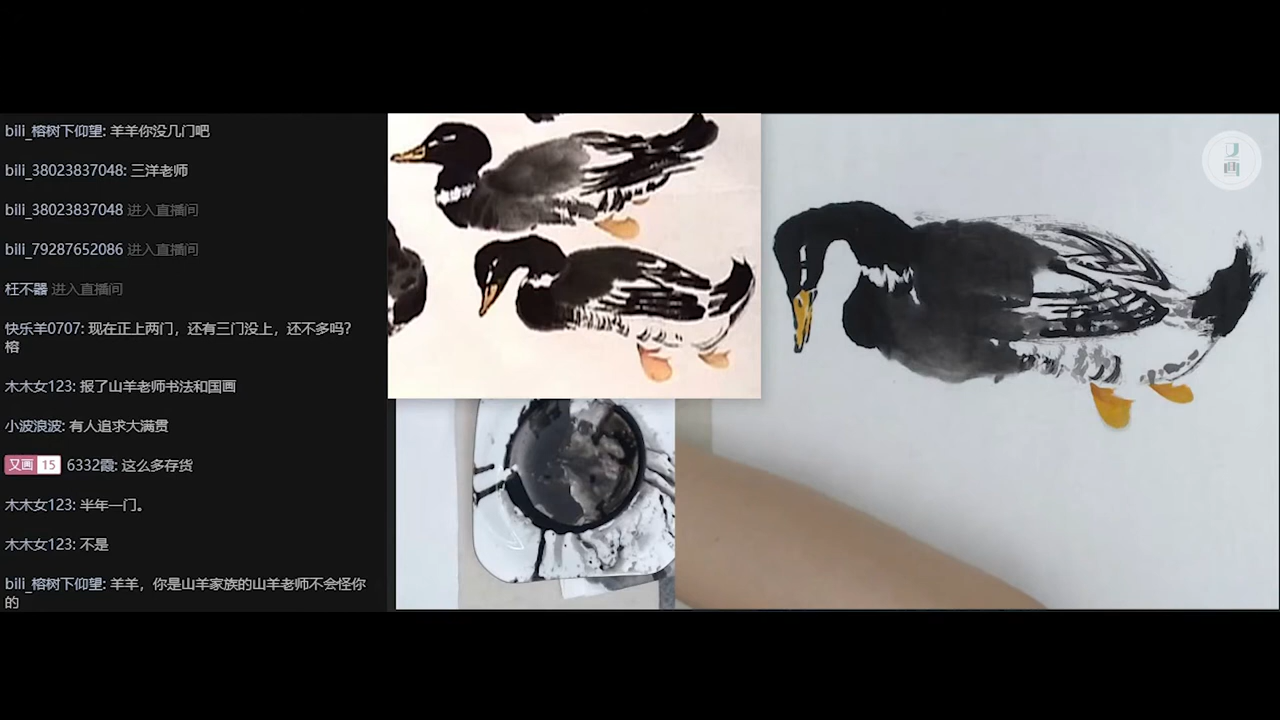 bili_榕树下仰望: 羊羊你没几门吧
bili_38023837048: 三洋老师
bili_38023837048 进入直播间
bili_79287652086 进入直播间
枉不嚣 进入直播间
快乐羊0707: 现在正上两门，还有三门没上，还不多吗?
榕
木木女123: 报了山羊老师书法和国画
小波浪波: 有人追求大满贯
又画 15 6332霞: 这么多存货
木木女123: 半年一门。
木木女123: 不是
bili_榕树下仰望: 羊羊，你是山羊家族的山羊老师不会怪你
的